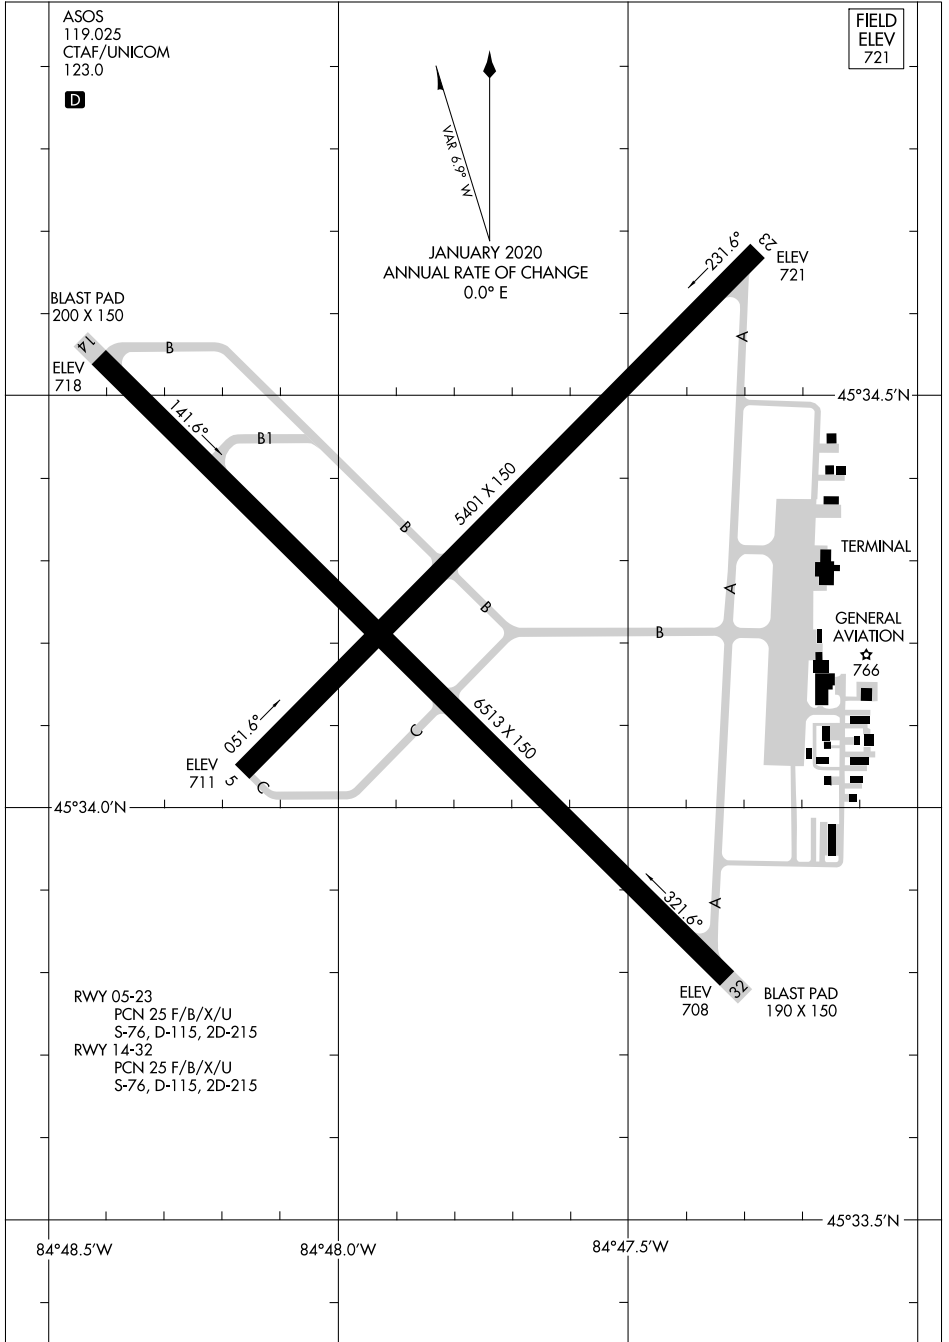 ASOS
119.025
CTAF/UNICOM
123.0
D
FIELD
ELEV
721
VAR 6.9° W
JANUARY 2020
ANNUAL RATE OF CHANGE
0.0° E
23
231.6°
ELEV
721
BLAST PAD
200 X 150
14
ELEV
718
B
A
45°34.5'N
141.6°
B1
5401 X 150
B
TERMINAL
A
B
GENERAL
AVIATION
766
B
6513 X 150
051.6°
C
ELEV
711
5
C
45°34.0'N
A
321.6°
32
ELEV
708
BLAST PAD
190 X 150
RWY 05-23
PCN 25 F/B/X/U
S-76, D-115, 2D-215
RWY 14-32
PCN 25 F/B/X/U
S-76, D-115, 2D-215
45°33.5'N
84°48.5'W
84°48.0'W
84°47.5'W